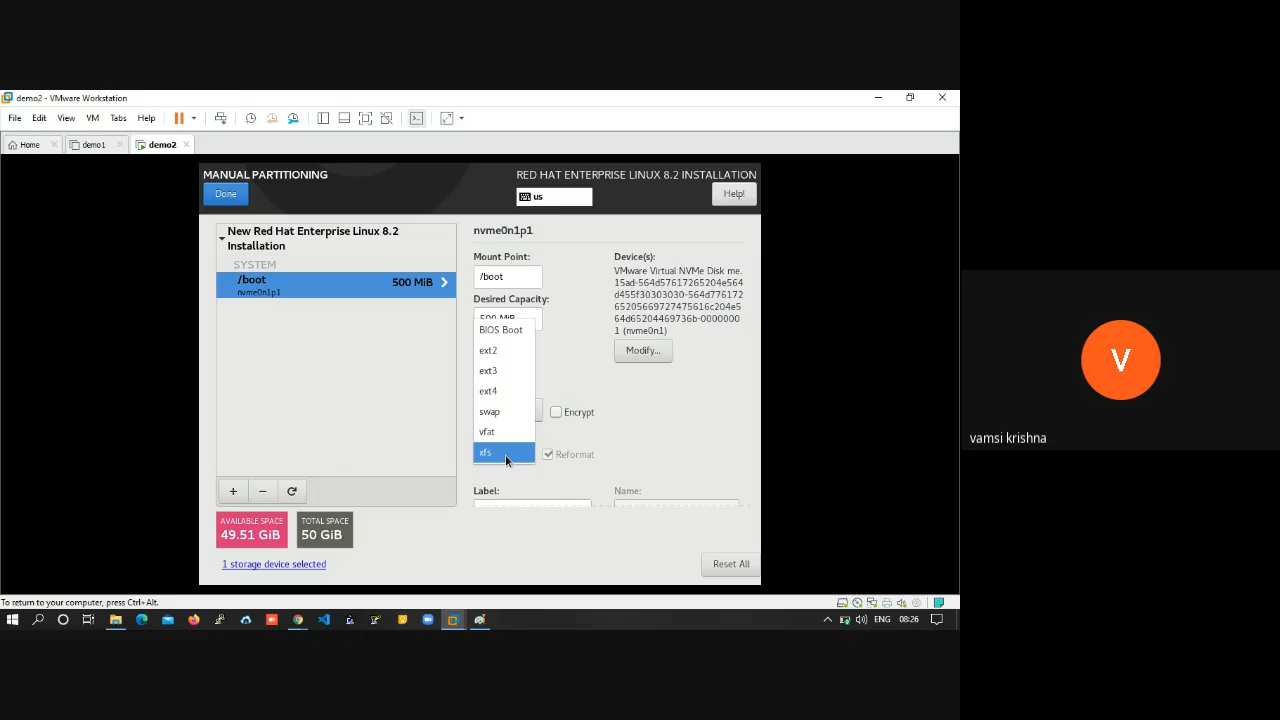 demo2 - VMware Workstation
File Edit View VM Tabs Help
Home demo1 demo2
MANUAL PARTITIONING
RED HAT ENTERPRISE LINUX 8.2 INSTALLATION
Done
us
Help!
New Red Hat Enterprise Linux 8.2
Installation
SYSTEM
/boot 500 MiB
nvme0n1p1
nvme0n1p1
Mount Point:
/boot
Desired Capacity:
500 MiB
BIOS Boot
ext2
ext3
ext4
swap
vfat
xfs
Encrypt
Reformat
Label: Name:
Device(s):
VMware Virtual NVMe Disk me.
15ad-564d57617265204e564
d455f30303030-564d776172
65205669727475616c204e5
64d65204469736b-0000000
1 (nvme0n1)
Modify...
+ −
AVAILABLE SPACE
49.51 GiB
TOTAL SPACE
50 GiB
1 storage device selected
Reset All
To return to your computer, press Ctrl+Alt.
ENG 08:26
V
vamsi krishna